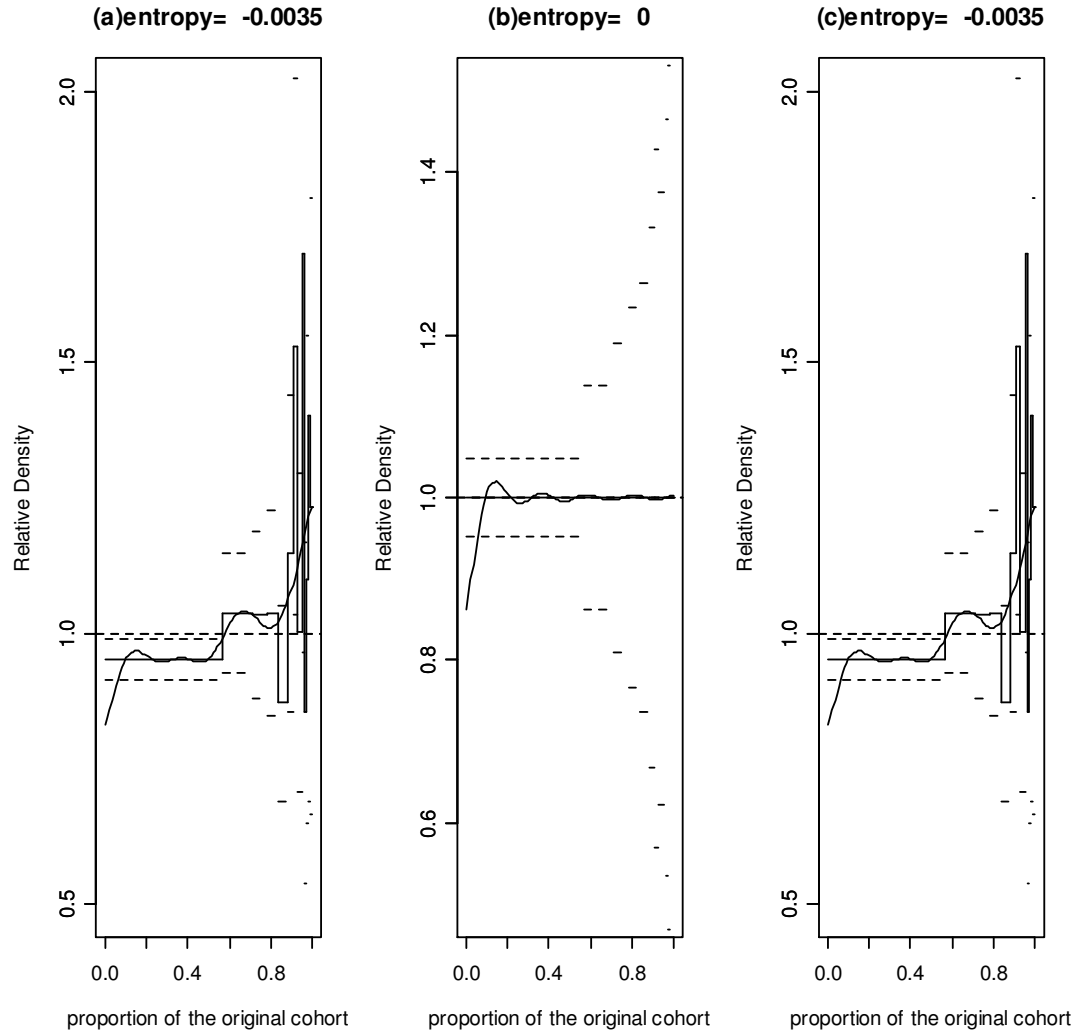 (a)entropy= -0.0035
Relative Density
2.0
1.5
1.0
0.5
0.0 0.4 0.8
proportion of the original cohort
(b)entropy= 0
Relative Density
1.4
1.2
1.0
0.8
0.6
0.0 0.4 0.8
proportion of the original cohort
(c)entropy= -0.0035
Relative Density
2.0
1.5
1.0
0.5
0.0 0.4 0.8
proportion of the original cohort